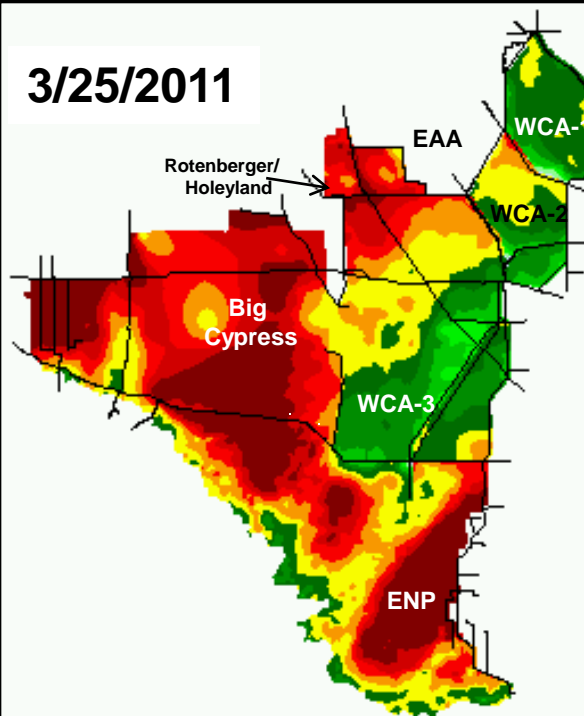 3/25/2011
WCA-
EAA
Rotenberger/
Holeyland
WCA-2
Big
Cypress
WCA-3
ENP